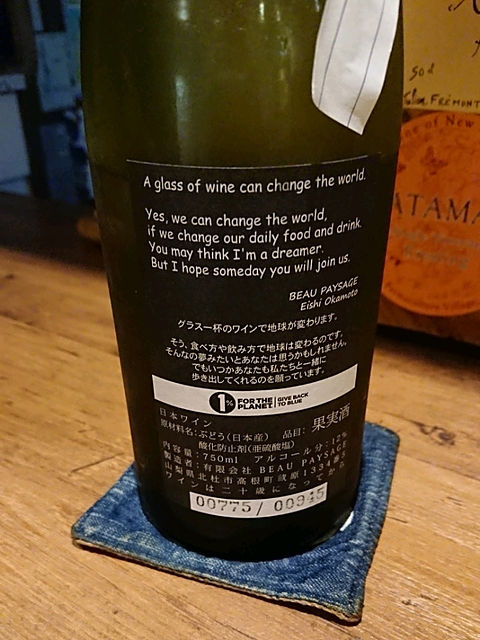 Sod
FREMONT
of New
ATAMA
A glass of wine can change the world.
Yes, we can change the world,
if we change our daily food and drink.
You may think I'm a dreamer.
But I hope someday you will join us.
BEAU PAYSAGE
Eishi Okamoto
グラス一杯のワインで地球が変わります。
そう、食べ方や飲み方で地球は変わるのです。
そんなの夢みたいとあなたは思うかもしれません。
でもいつかあなたも私たちと一緒に
歩き出してくれるのを願っています。
1% FOR THE PLANET GIVE BACK TO BLUE
日本ワイン
原材料名:ぶどう(日本産) 品目: 果実酒
酸化防止剤(亜硫酸塩)
内容量:750ml アルコール分:12%
製造者:有限会社 BEAU PAYSAGE
山梨県北杜市高根町蔵原
ワインは二十歳になってから
00775/00945